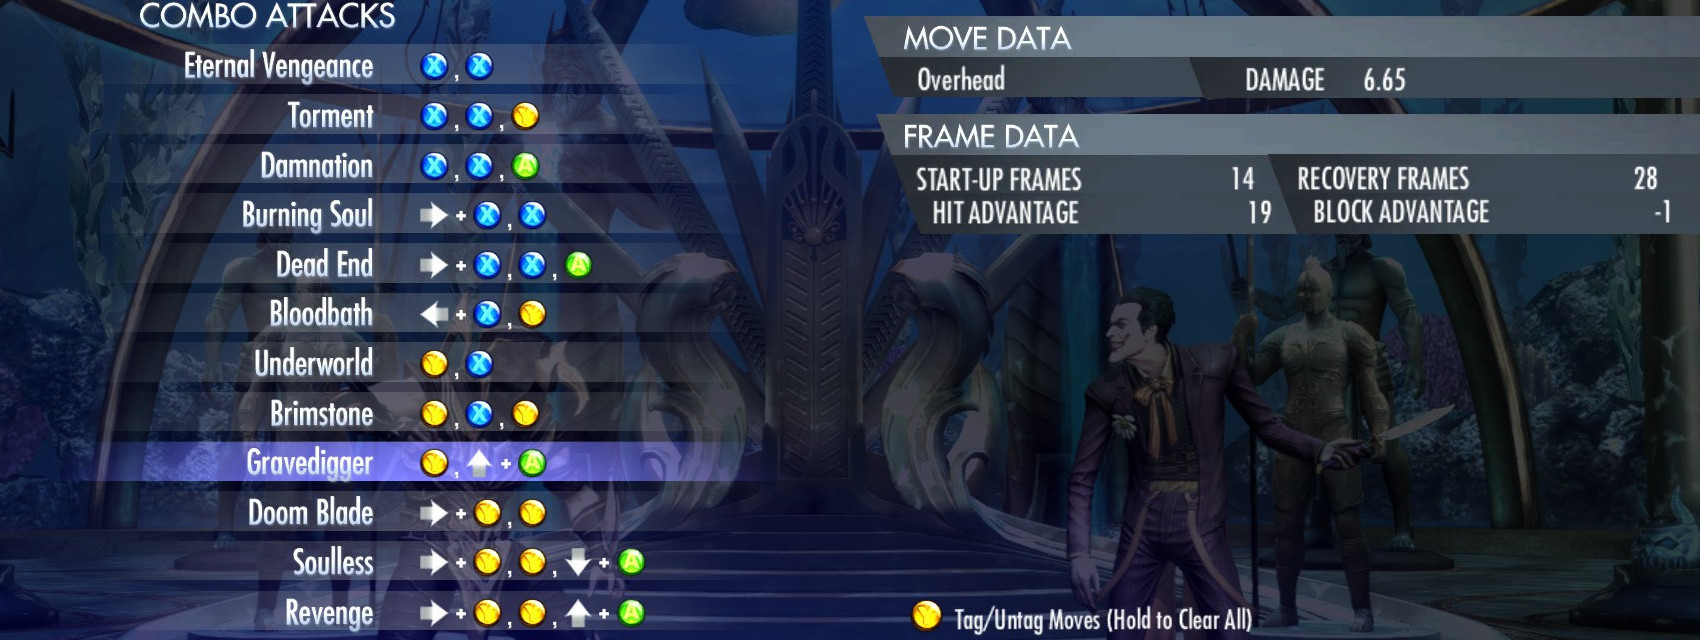 COMBO ATTACKS
Eternal Vengeance X , X
Torment X , X , Y
Damnation X , X , A
Burning Soul + X , X
Dead End + X , X , A
Bloodbath + X , Y
Underworld Y , X
Brimstone Y , X , Y
Gravedigger Y , + A
Doom Blade + Y , Y
Soulless + Y , Y , + A
Revenge + Y , Y , + A
MOVE DATA
Overhead DAMAGE 6.65
FRAME DATA
START-UP FRAMES 14 RECOVERY FRAMES 28
HIT ADVANTAGE 19 BLOCK ADVANTAGE -1
Y Tag/Untag Moves (Hold to Clear All)